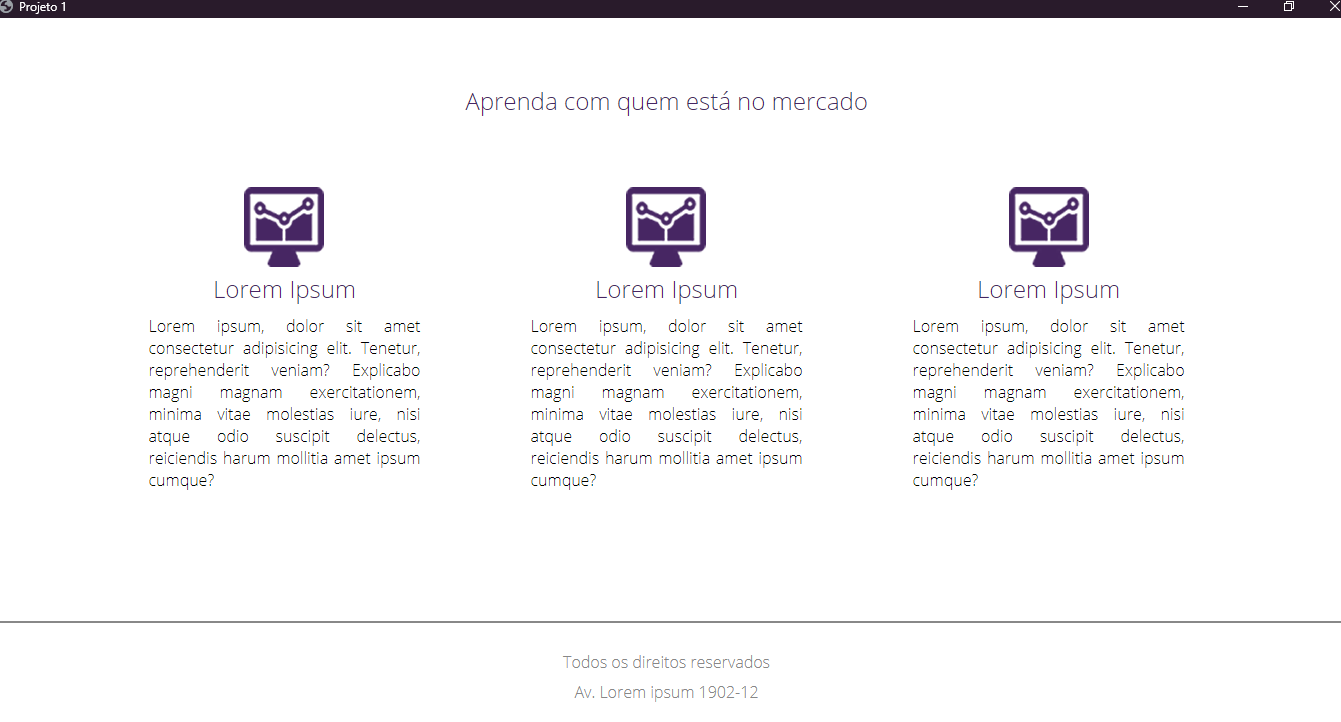 Projeto 1
Aprenda com quem está no mercado
Lorem Ipsum
Lorem ipsum, dolor sit amet
consectetur adipisicing elit. Tenetur,
reprehenderit veniam? Explicabo
magni magnam exercitationem,
minima vitae molestias iure, nisi
atque odio suscipit delectus,
reiciendis harum mollitia amet ipsum
cumque?
Lorem Ipsum
Lorem ipsum, dolor sit amet
consectetur adipisicing elit. Tenetur,
reprehenderit veniam? Explicabo
magni magnam exercitationem,
minima vitae molestias iure, nisi
atque odio suscipit delectus,
reiciendis harum mollitia amet ipsum
cumque?
Lorem Ipsum
Lorem ipsum, dolor sit amet
consectetur adipisicing elit. Tenetur,
reprehenderit veniam? Explicabo
magni magnam exercitationem,
minima vitae molestias iure, nisi
atque odio suscipit delectus,
reiciendis harum mollitia amet ipsum
cumque?
Todos os direitos reservados
Av. Lorem ipsum 1902-12